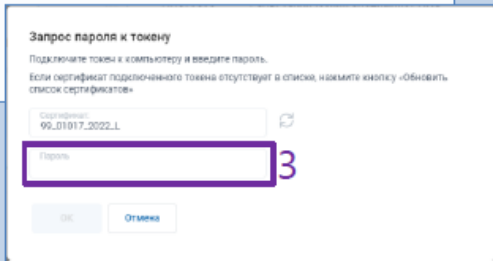 Запрос пароля к токену
Подключите токен к компьютеру и введите пароль.
Если сертификат подключенного токена отсутствует в списке, нажмите кнопку «Обновить
список сертификатов»
Сертификат:
99_01017_2022_L
Пароль
3
ОК
Отмена